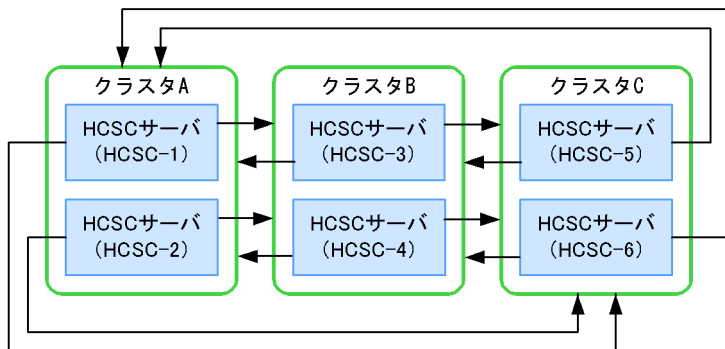 クラスタA
HCSCサーバ
(HCSC-1)
HCSCサーバ
(HCSC-2)
クラスタB
HCSCサーバ
(HCSC-3)
HCSCサーバ
(HCSC-4)
クラスタC
HCSCサーバ
(HCSC-5)
HCSCサーバ
(HCSC-6)